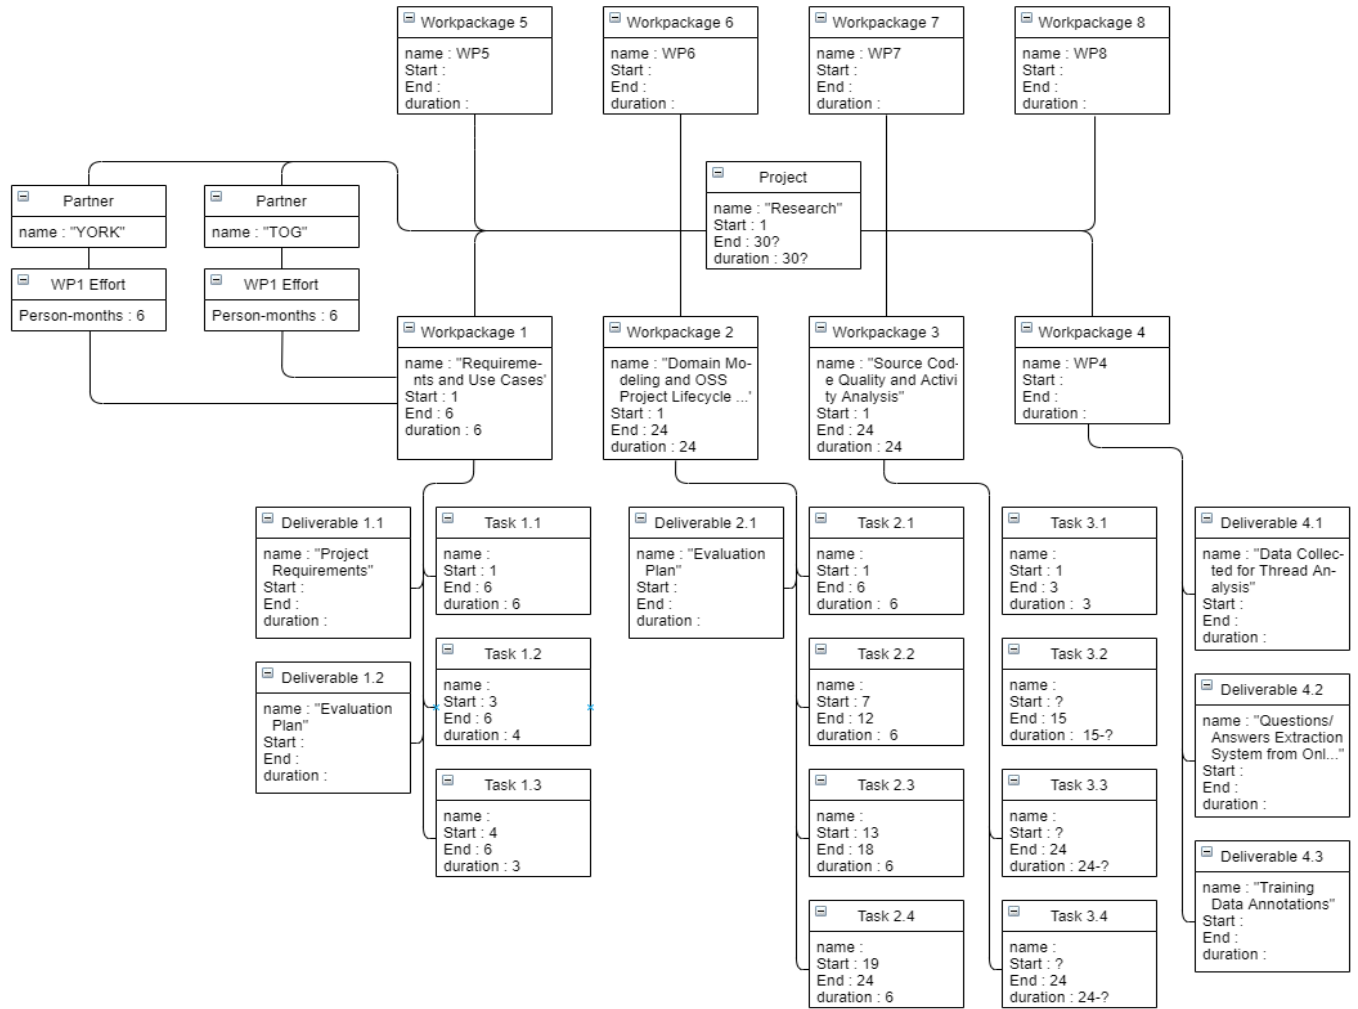 Workpackage 5
name : WP5
Start :
End :
duration :
Workpackage 6
name : WP6
Start :
End :
duration :
Workpackage 7
name : WP7
Start :
End :
duration :
Workpackage 8
name : WP8
Start :
End :
duration :
Project
name : "Research"
Start : 1
End : 30?
duration : 30?
Partner
name : "YORK"
WP1 Effort
Person-months : 6
Partner
name : "TOG"
WP1 Effort
Person-months : 6
Workpackage 1
name : "Requireme-
nts and Use Cases'
Start : 1
End : 6
duration : 6
Workpackage 2
name : "Domain Mo-
deling and OSS
Project Lifecycle ...'
Start : 1
End : 24
duration : 24
Workpackage 3
name : "Source Cod-
e Quality and Activi
ty Analysis"
Start : 1
End : 24
duration : 24
Workpackage 4
name : WP4
Start :
End :
duration :
Deliverable 1.1
name : "Project
Requirements"
Start :
End :
duration :
Deliverable 1.2
name : "Evaluation
Plan"
Start :
End :
duration :
Task 1.1
name :
Start : 1
End : 6
duration : 6
Task 1.2
name :
Start : 3
End : 6
duration : 4
Task 1.3
name :
Start : 4
End : 6
duration : 3
Deliverable 2.1
name : "Evaluation
Plan"
Start :
End :
duration :
Task 2.1
name :
Start : 1
End : 6
duration : 6
Task 2.2
name :
Start : 7
End : 12
duration : 6
Task 2.3
name :
Start : 13
End : 18
duration : 6
Task 2.4
name :
Start : 19
End : 24
duration : 6
Task 3.1
name :
Start : 1
End : 3
duration : 3
Task 3.2
name :
Start : ?
End : 15
duration : 15-?
Task 3.3
name :
Start : ?
End : 24
duration : 24-?
Task 3.4
name :
Start : ?
End : 24
duration : 24-?
Deliverable 4.1
name : "Data Collec-
ted for Thread An-
alysis"
Start :
End :
duration :
Deliverable 4.2
name : "Questions/
Answers Extraction
System from Onl..."
Start :
End :
duration :
Deliverable 4.3
name : "Training
Data Annotations"
Start :
End :
duration :